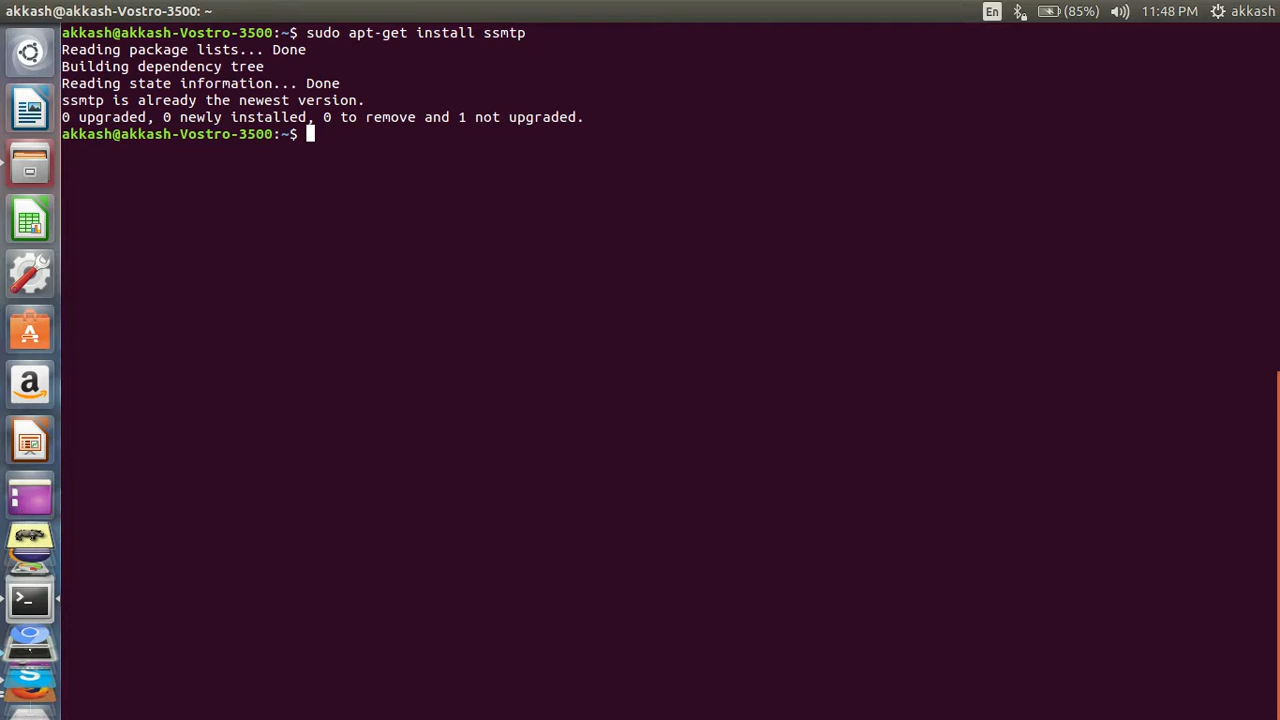 akkash@akkash-Vostro-3500: ~
En
(85%)
11:48 PM
akkash
akkash@akkash-Vostro-3500:~$ sudo apt-get install ssmtp
Reading package lists... Done
Building dependency tree
Reading state information... Done
ssmtp is already the newest version.
0 upgraded, 0 newly installed, 0 to remove and 1 not upgraded.
akkash@akkash-Vostro-3500:~$